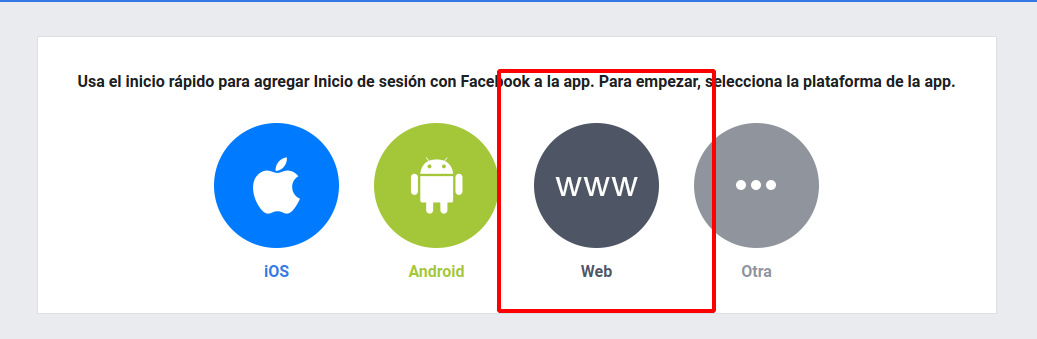 Usa el inicio rápido para agregar Inicio de sesión con Facebook a la app. Para empezar, selecciona la plataforma de la app.
WWW
iOS Android Web Otra